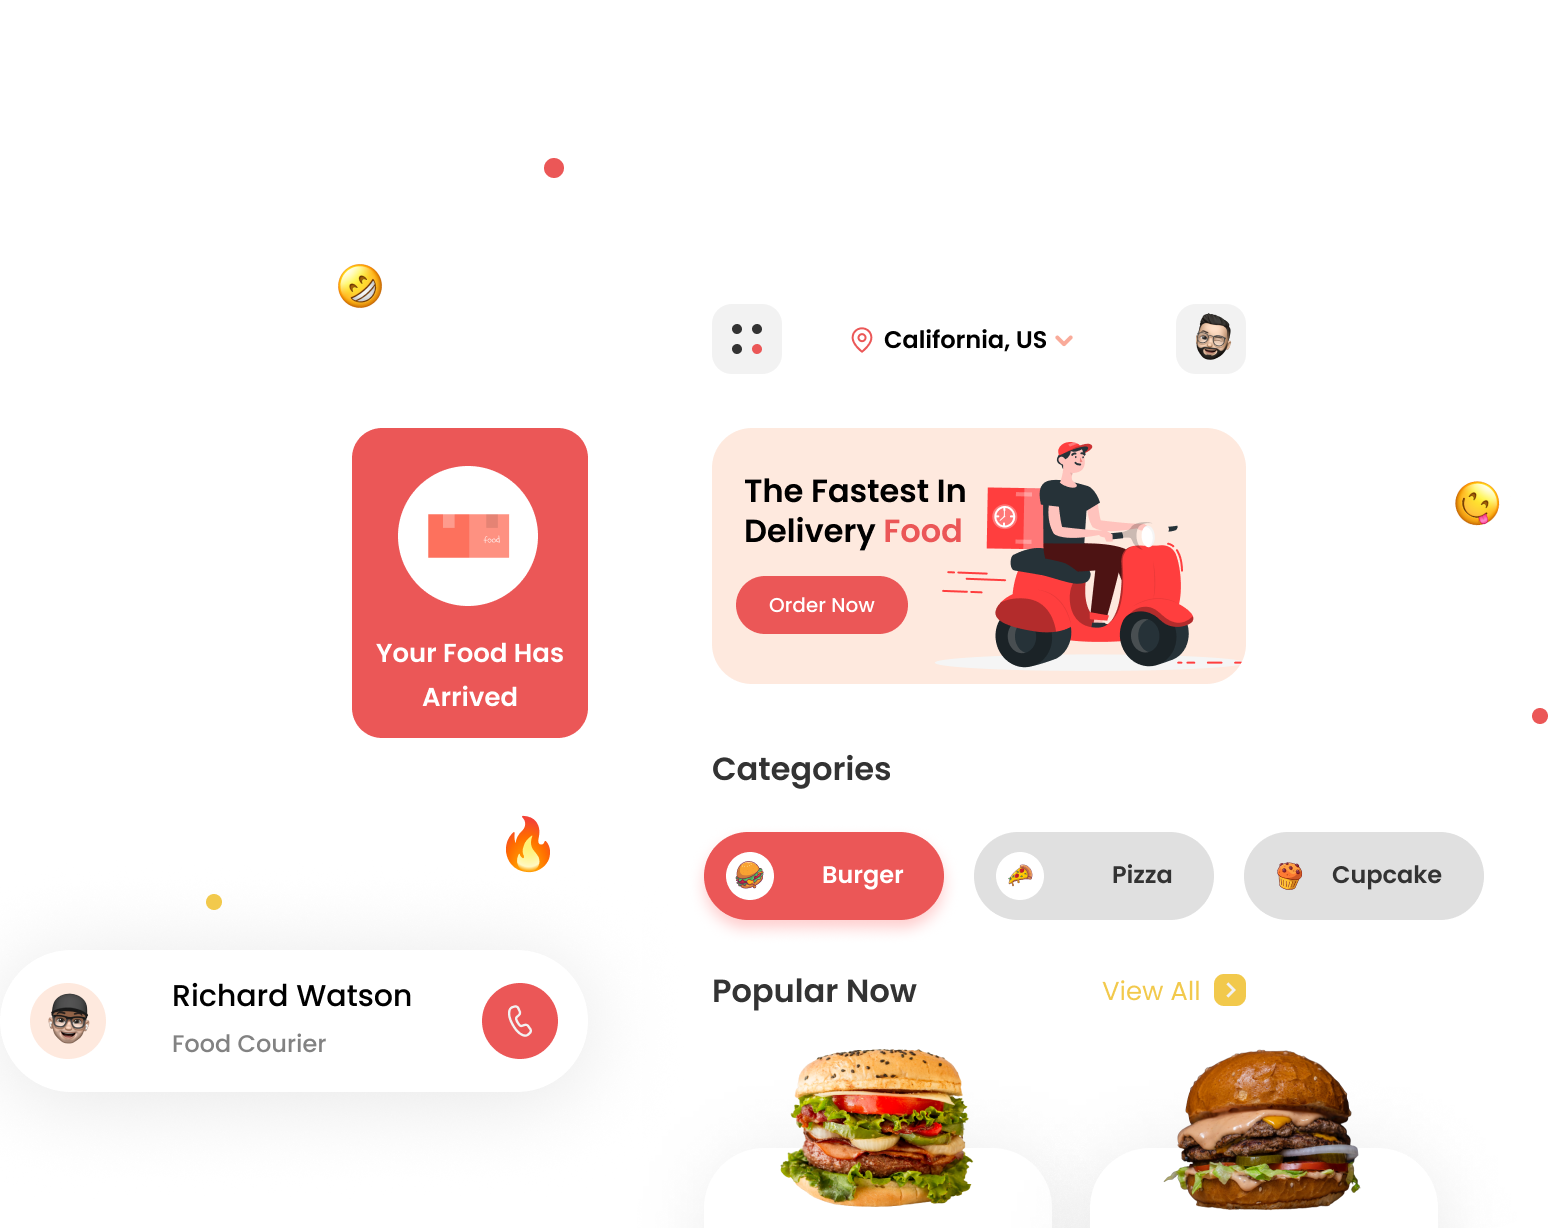 California, US
The Fastest In
Delivery Food
Order Now
food
Your Food Has
Arrived
Categories
Burger
Pizza
Cupcake
Popular Now
View All
Richard Watson
Food Courier